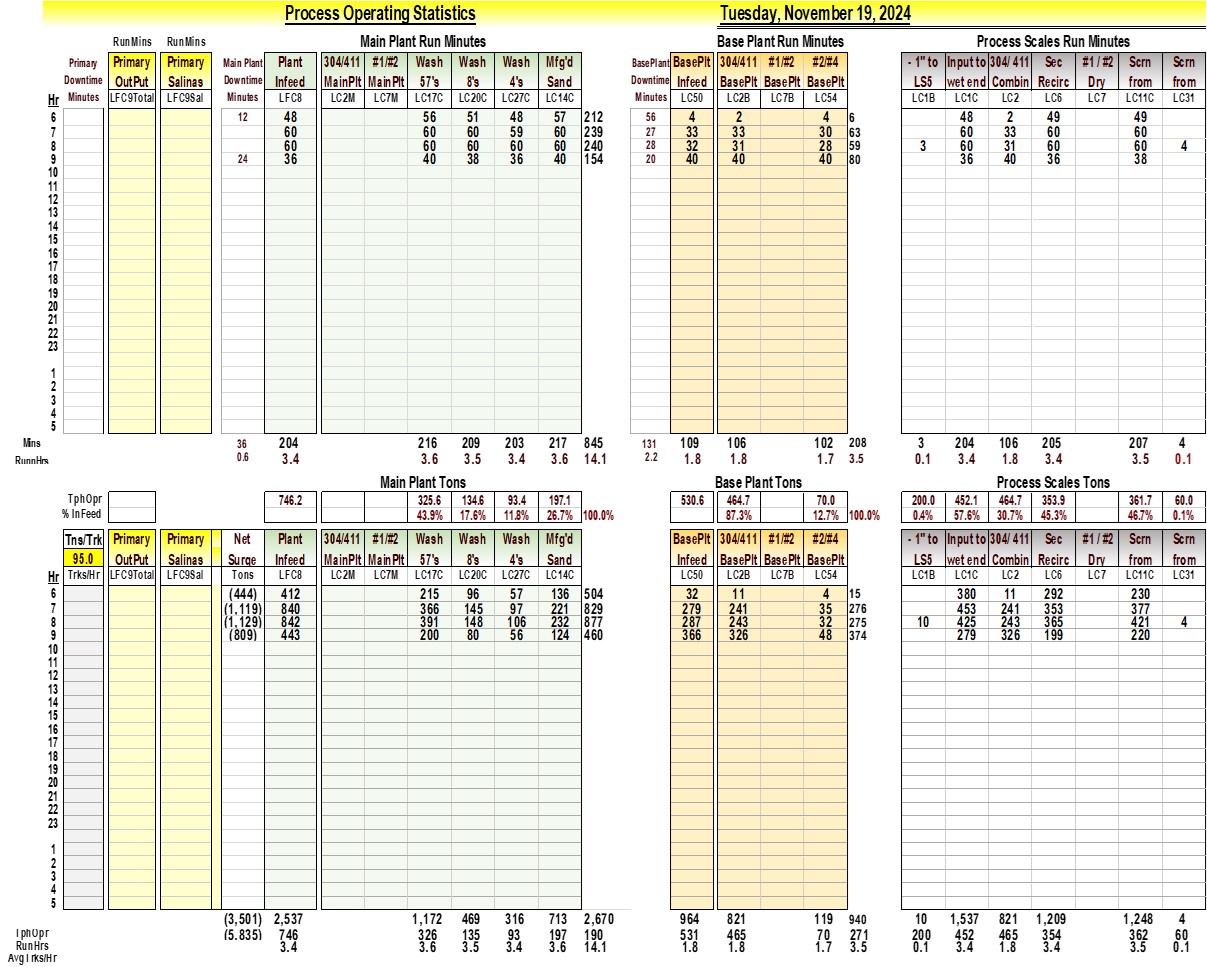 Process Operating Statistics Tuesday, November 19, 2024
RunMins RunMins Main Plant Run Minutes Base Plant Run Minutes Process Scales Run Minutes
Primary Primary Primary Main Plant Plant 304/411 #1/#2 Wash Wash Wash Mfg'd BasePlant BasePlt 304/411 #1/#2 #2/#4 - 1" to Input to 304/ 411 Sec #1 / #2 Scrn Scrn
Downtime OutPut Salinas Downtime Infeed MainPlt MainPlt 57's 8's 4's Sand Downtime Infeed BasePlt BasePlt BasePlt LS5 wet end Combin Recirc Dry from from
Hr Minutes LFC9Total LFC9Sal Minutes LFC8 LC2M LC7M LC17C LC20C LC27C LC14C Minutes LC50 LC2B LC7B LC54 LC1B LC1C LC2 LC6 LC7 LC11C LC31
6 12 48 56 51 48 57 212 56 4 2 4 6 48 2 49 49
7 60 60 60 59 60 239 27 33 33 30 63 60 33 60 60
8 60 60 60 60 60 240 28 32 31 28 59 3 60 31 60 60 4
9 24 36 40 38 36 40 154 20 40 40 40 80 36 40 36 38
10
11
12
13
14
15
16
17
18
19
20
21
22
23
1
2
3
4
5
Mins 36 204 216 209 203 217 845 131 109 106 102 208 3 204 106 205 207 4
RunnHrs 0.6 3.4 3.6 3.5 3.4 3.6 14.1 2.2 1.8 1.8 1.7 3.5 0.1 3.4 1.8 3.4 3.5 0.1
Main Plant Tons Base Plant Tons Process Scales Tons
TphOpr 746.2 325.6 134.6 93.4 197.1 530.6 464.7 70.0 200.0 452.1 464.7 353.9 361.7 60.0
% InFeed 43.9% 17.6% 11.8% 26.7% 100.0% 87.3% 12.7% 100.0% 0.4% 57.6% 30.7% 45.3% 46.7% 0.1%
Tns/Trk Primary Primary Net Plant 304/411 #1/#2 Wash Wash Wash Mfg'd BasePlt 304/411 #1/#2 #2/#4 - 1" to Input to 304/ 411 Sec #1 / #2 Scrn Scrn
95.0 OutPut Salinas Surge Infeed MainPlt MainPlt 57's 8's 4's Sand Infeed BasePlt BasePlt BasePlt LS5 wet end Combin Recirc Dry from from
Hr Trks/Hr LFC9Total LFC9Sal Tons LFC8 LC2M LC7M LC17C LC20C LC27C LC14C LC50 LC2B LC7B LC54 LC1B LC1C LC2 LC6 LC7 LC11C LC31
6 (444) 412 215 96 57 136 504 32 11 4 15 380 11 292 230
7 (1,119) 840 366 145 97 221 829 279 241 35 276 453 241 353 377
8 (1,129) 842 391 148 106 232 877 287 243 32 275 10 425 243 365 421 4
9 (809) 443 200 80 56 124 460 366 326 48 374 279 326 199 220
10
11
12
13
14
15
16
17
18
19
20
21
22
23
1
2
3
4
5
(3,501) 2,537 1,172 469 316 713 2,670 964 821 119 940 10 1,537 821 1,209 1,248 4
TphOpr (5,835) 746 326 135 93 197 190 531 465 70 271 200 452 465 354 362 60
RunHrs 3.4 3.6 3.5 3.4 3.6 14.1 1.8 1.8 1.7 3.5 0.1 3.4 1.8 3.4 3.5 0.1
AvgTrks/Hr